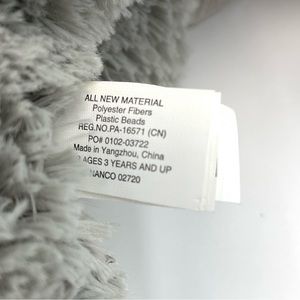 ALL NEW MATERIAL
Polyester Fibers
Plastic Beads
REG.NO.PA-16571 (CN)
PO# 0102-03722
Made in Yangzhou, China
AGES 3 YEARS AND UP
NANCO 02720